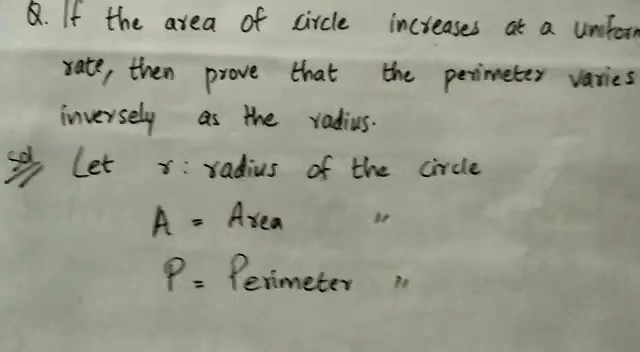 Q. If the area of circle increases at a uniform
rate, then prove that the perimeter varies
inversely as the radius.
Sol Let r : radius of the circle
A = Area "
P = Perimeter "